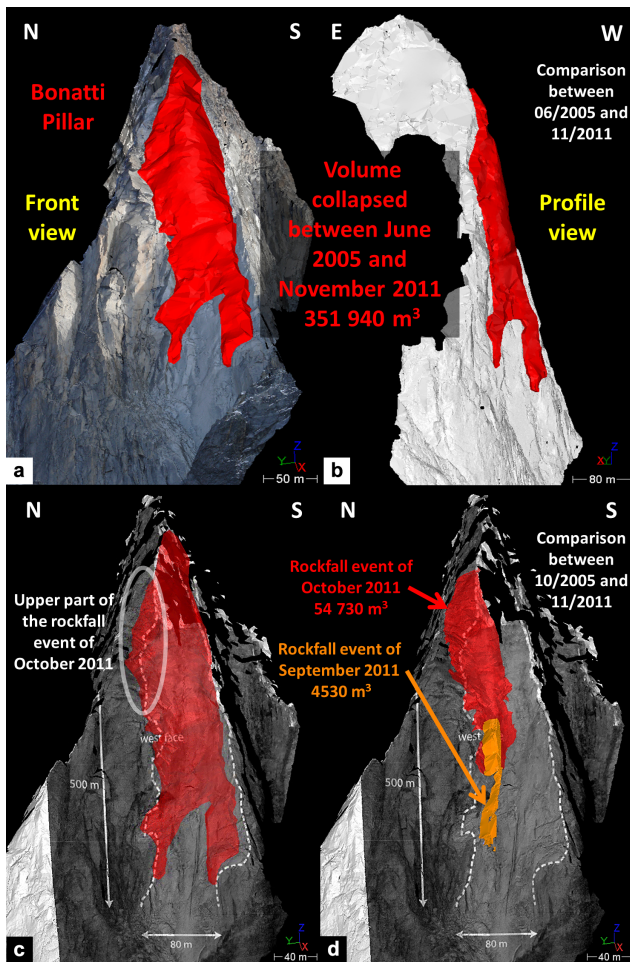 N
S
Bonatti
Pillar
Front
view
E
W
Comparison
between
06/2005 and
11/2011
Volume
collapsed
between June
2005 and
November 2011
351 940 m³
Profile
view
Z
Y
X
50 m
a
Z
X
80 m
b
N
S
Upper part of
the rockfall
event of
October 2011
west face
500 m
80 m
Z
Y
X
40 m
c
N
S
Comparison
between
10/2005 and
11/2011
Rockfall event of
October 2011
54 730 m³
Rockfall event of
September 2011
4530 m³
west
500 m
80 m
Z
Y
X
40 m
d